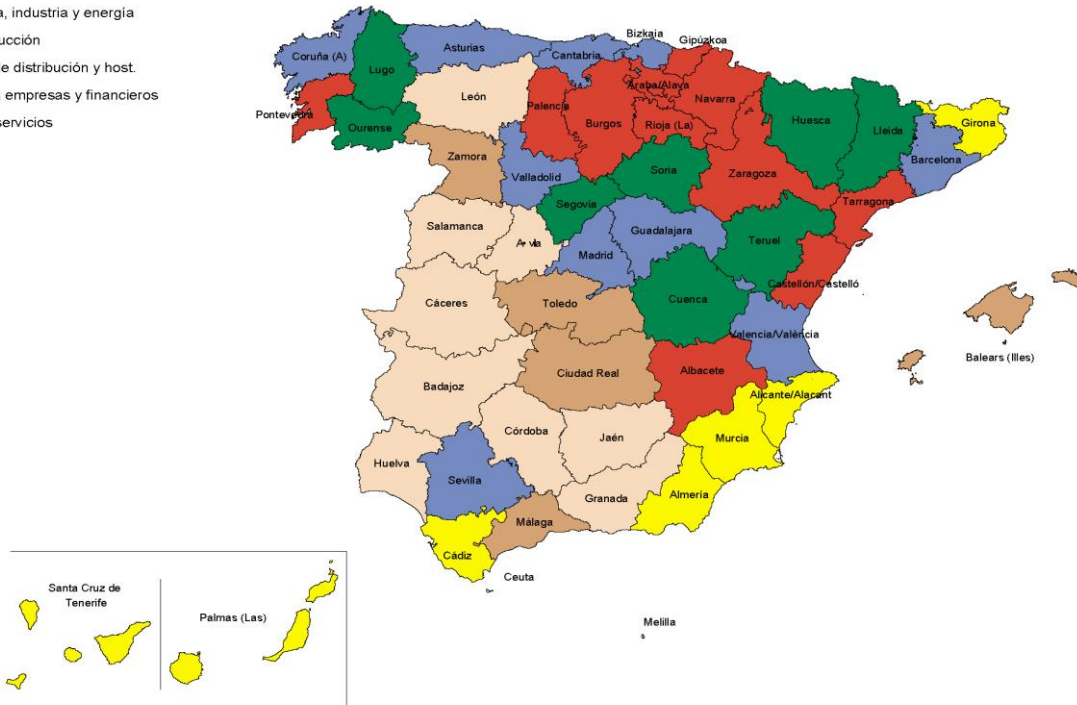 a, industria y energía
ucción
de distribución y host.
a empresas y financieros
servicios
Bizkaia
Gipúzkoa
Coruña (A)
Asturias
Cantabria
Lugo
León
Palencia
Araba/Álava
Navarra
Pontevedra
Ourense
Burgos
Rioja (La)
Huesca
Lleida
Girona
Zamora
Valladolid
Soria
Zaragoza
Barcelona
Segovia
Tarragona
Salamanca
Guadalajara
Madrid
Teruel
Cáceres
Toledo
Cuenca
Castellón/Castelló
Valencia/València
Balears (Illes)
Badajoz
Ciudad Real
Albacete
Alicante/Alacant
Córdoba
Jaén
Murcia
Huelva
Sevilla
Granada
Almería
Málaga
Cádiz
Ceuta
Melilla
Santa Cruz de
Tenerife
Palmas (Las)